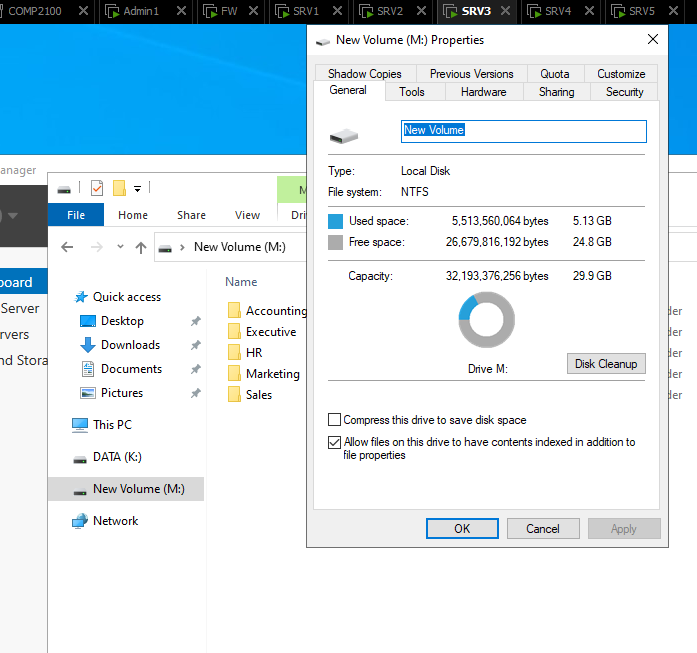 COMP2100
Admin1
FW
SRV1
SRV2
SRV3
SRV4
SRV5
New Volume (M:) Properties
Shadow Copies
Previous Versions
Quota
Customize
General
Tools
Hardware
Sharing
Security
New Volume
Type:
Local Disk
File system:
NTFS
Used space:
5,513,560,064 bytes
5.13 GB
Free space:
26,679,816,192 bytes
24.8 GB
Capacity:
32,193,376,256 bytes
29.9 GB
Drive M:
Disk Cleanup
Compress this drive to save disk space
Allow files on this drive to have contents indexed in addition to
file properties
OK
Cancel
Apply
anager
M
File
Home
Share
View
Dri
New Volume (M:)
Name
Quick access
Desktop
Downloads
Documents
Pictures
This PC
DATA (K:)
New Volume (M:)
Network
Accounting
Executive
HR
Marketing
Sales
der
der
der
der
der
board
Server
rvers
nd Stora